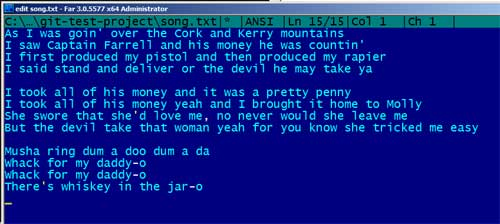 edit song.txt - Far 3.0.5577 x64 Administrator
C:\…\git-test-project\song.txt|* |ANSI |Ln 15/15|Col 1 |Ch 1
As I was goin' over the Cork and Kerry mountains
I saw Captain Farrell and his money he was countin'
I first produced my pistol and then produced my rapier
I said stand and deliver or the devil he may take ya
I took all of his money and it was a pretty penny
I took all of his money yeah and I brought it home to Molly
She swore that she'd love me, no never would she leave me
But the devil take that woman yeah for you know she tricked me easy
Musha ring dum a doo dum a da
Whack for my daddy-o
Whack for my daddy-o
There's whiskey in the jar-o